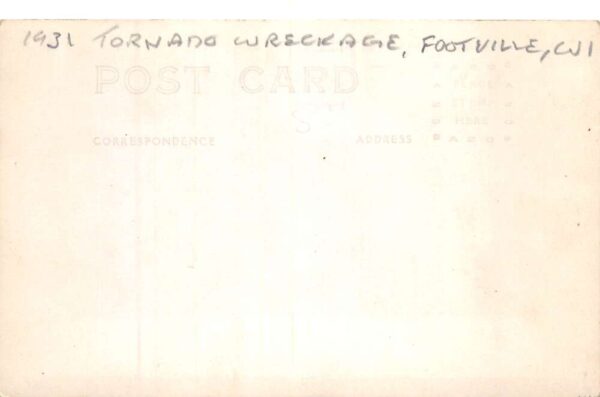 1931 TORNADO WRECKAGE, FOOTVILLE, WI
POST CARD
CORRESPONDENCE
ADDRESS
PLACE
STAMP
HERE